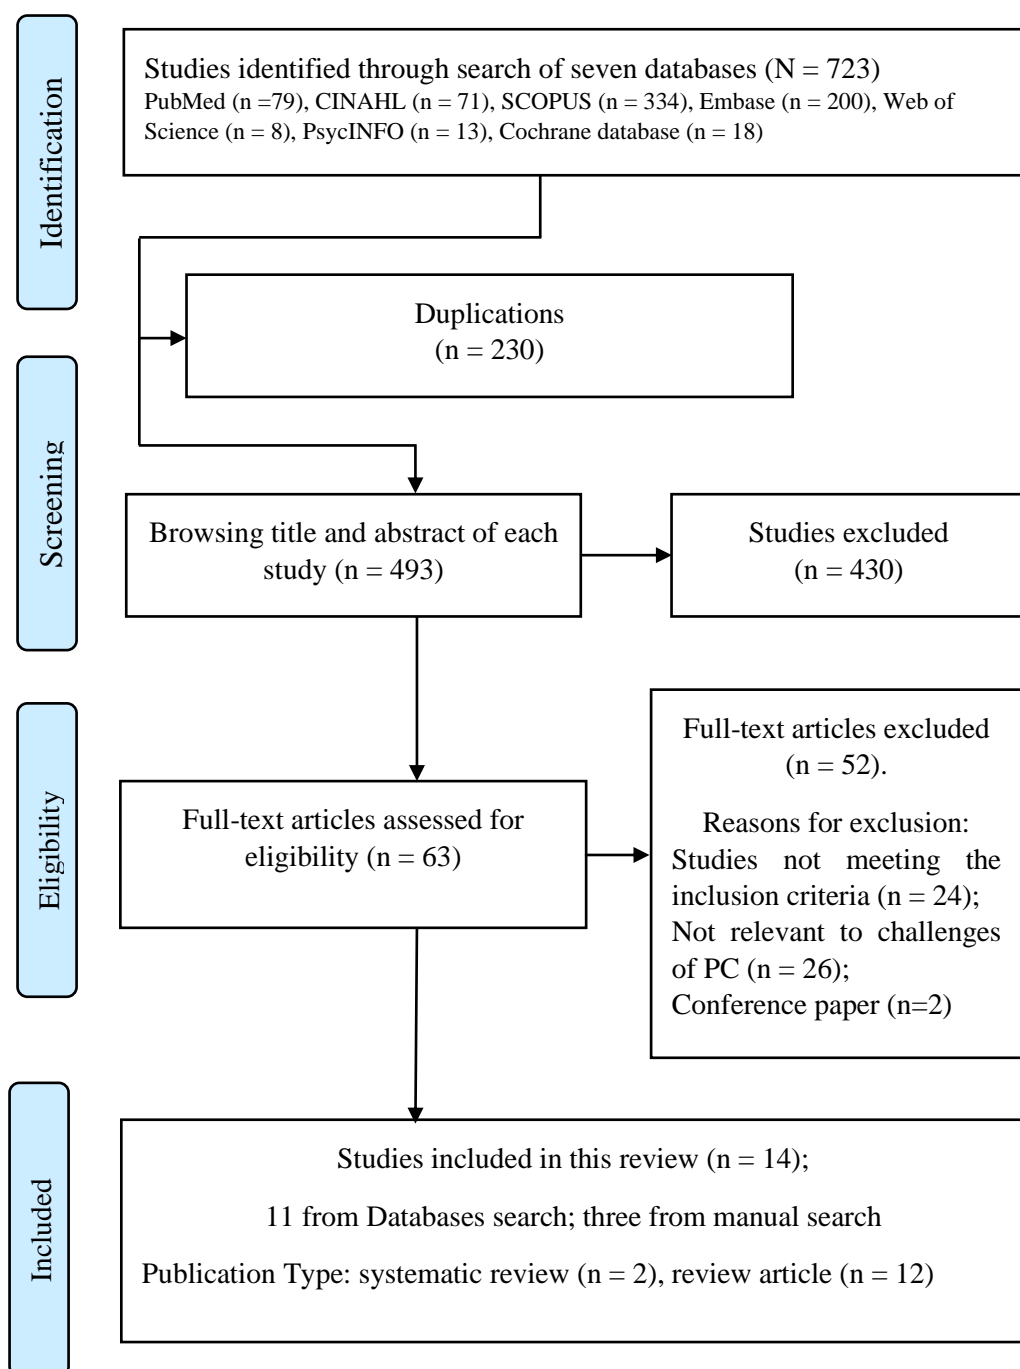 Identification
Studies identified through search of seven databases (N = 723)
PubMed (n =79), CINAHL (n = 71), SCOPUS (n = 334), Embase (n = 200), Web of
Science (n = 8), PsycINFO (n = 13), Cochrane database (n = 18)
Duplications
(n = 230)
Screening
Browsing title and abstract of each
study (n = 493)
Studies excluded
(n = 430)
Eligibility
Full-text articles assessed for
eligibility (n = 63)
Full-text articles excluded
(n = 52).
Reasons for exclusion:
Studies not meeting the
inclusion criteria (n = 24);
Not relevant to challenges
of PC (n = 26);
Conference paper (n=2)
Included
Studies included in this review (n = 14);
11 from Databases search; three from manual search
Publication Type: systematic review (n = 2), review article (n = 12)